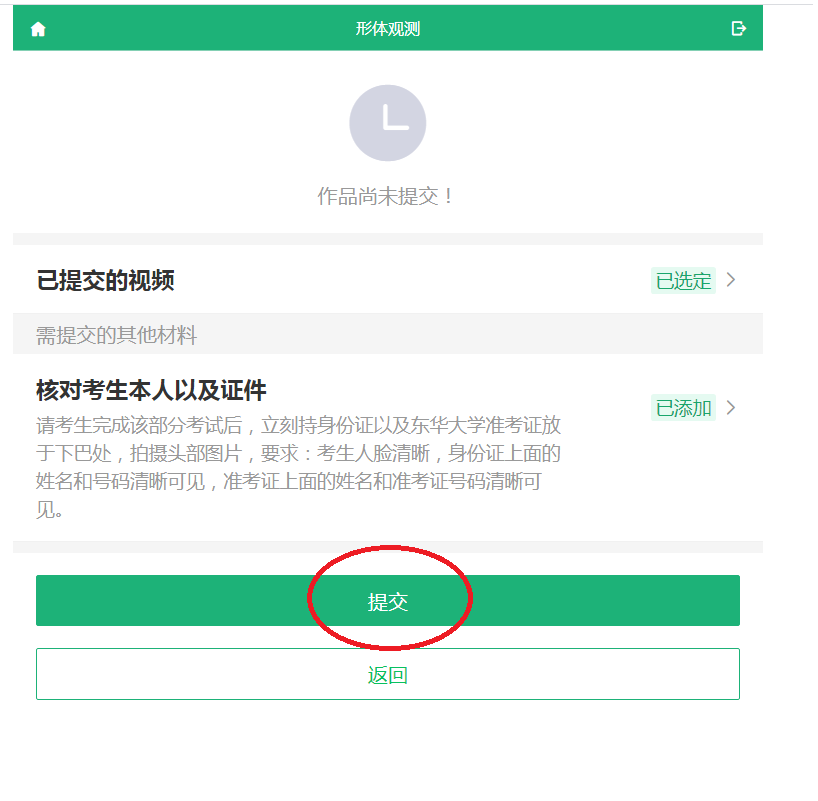 形体观测
作品尚未提交！
已提交的视频
已选定
需提交的其他材料
核对考生本人以及证件
请考生完成该部分考试后，立刻持身份证以及东华大学准考证放
于下巴处，拍摄头部图片，要求：考生人脸清晰，身份证上面的
姓名和号码清晰可见，准考证上面的姓名和准考证号码清晰可
见。
已添加
提交
返回